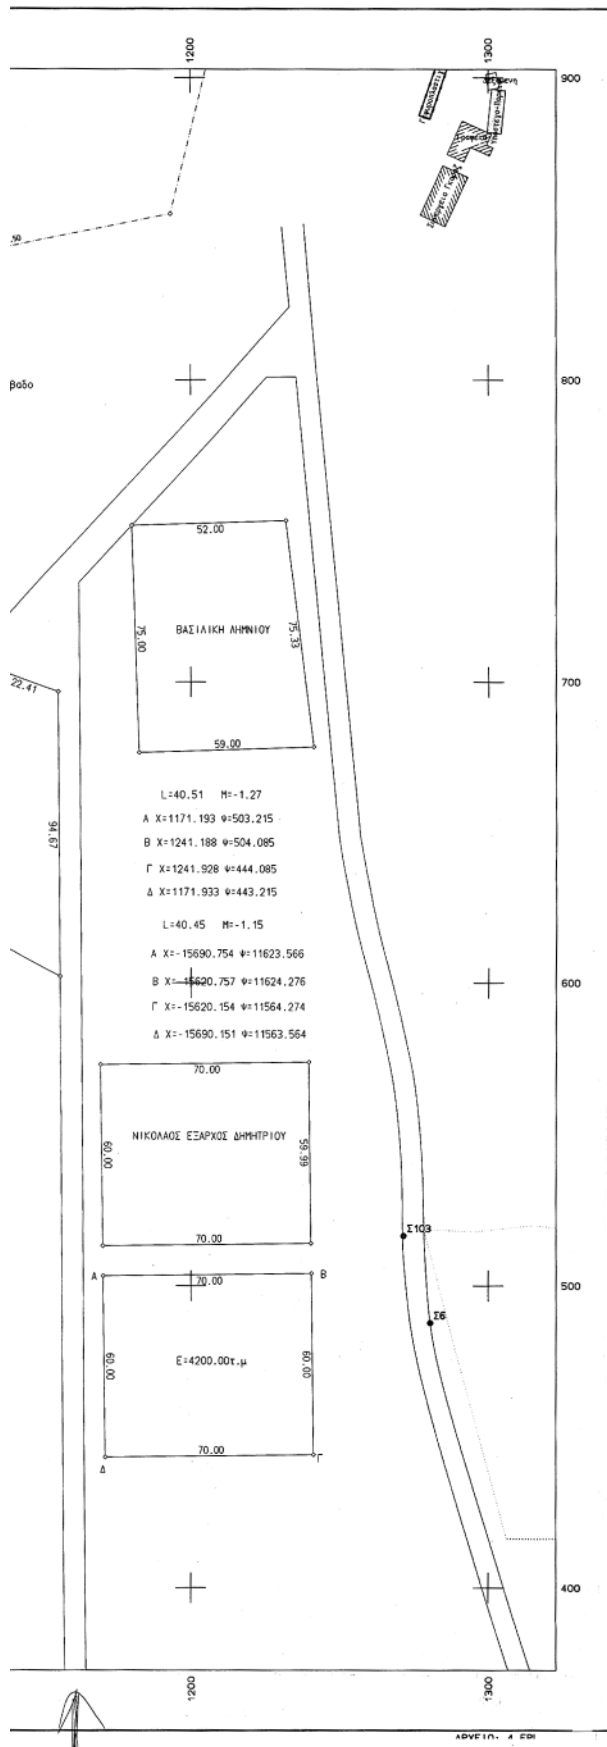 1200
1300
900
Γραφεία
.50
800
βαδο
52.00
ΒΑΣΙΛΙΚΗ ΛΗΜΝΙΟΥ
75.00
75.33
700
22.41
59.00
94.67
L=40.51 M=-1.27
Α Χ=1171.193 Ψ=503.215
Β Χ=1241.188 Ψ=504.085
Γ Χ=1241.928 Ψ=444.085
Δ Χ=1171.933 Ψ=443.215
L=40.45 M=-1.15
Α Χ=-15690.754 Ψ=11623.566
Β Χ=-15620.757 Ψ=11624.276
600
Γ Χ=-15620.154 Ψ=11564.274
Δ Χ=-15690.151 Ψ=11563.564
70.00
ΝΙΚΟΛΑΟΣ ΕΞΑΡΧΟΣ ΔΗΜΗΤΡΙΟΥ
60.00
59.99
70.00
Σ103
Α
70.00
Β
500
Σ6
60.00
Ε=4200.00τ.μ
60.00
70.00
Δ
Γ
400
1200
1300